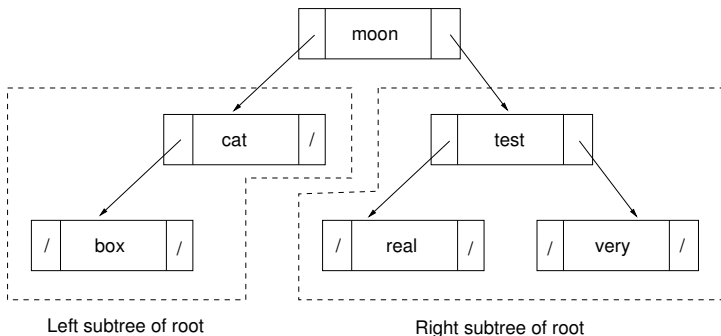 moon
cat /
test
/ box /
/ real /
/ very /
Left subtree of root
Right subtree of root